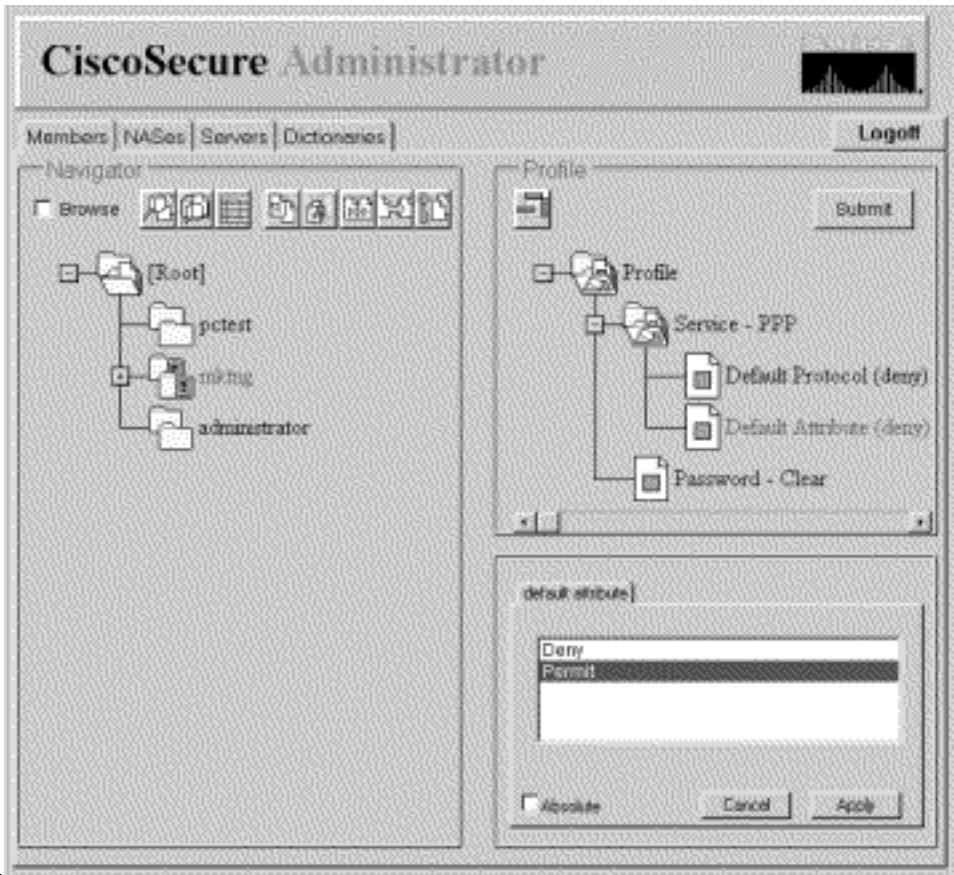 CiscoSecure Administrator
Members NASes Servers Dictionaries
Logoff
Navigator
Browse
[Root]
pctest
mktng
administrator
Profile
Submit
Profile
Service - PPP
Default Protocol (deny)
Default Attribute (deny)
Password - Clear
default attribute
Deny
Permit
Absolute
Cancel
Apply